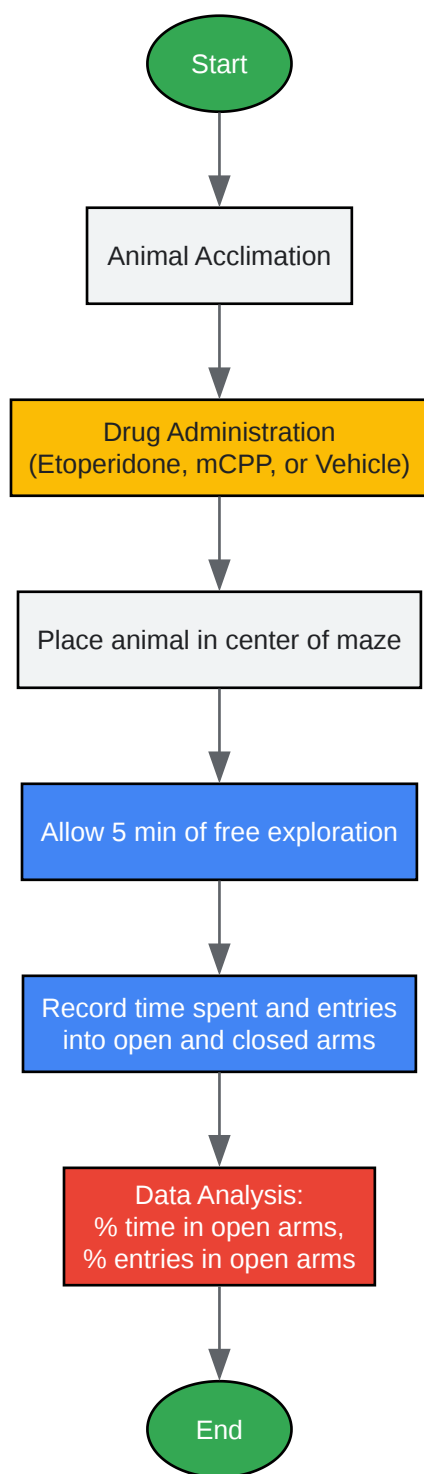 Start
Animal Acclimation
Drug Administration
(Etoperidone, mCPP, or Vehicle)
Place animal in center of maze
Allow 5 min of free exploration
Record time spent and entries
into open and closed arms
Data Analysis:
% time in open arms,
% entries in open arms
End